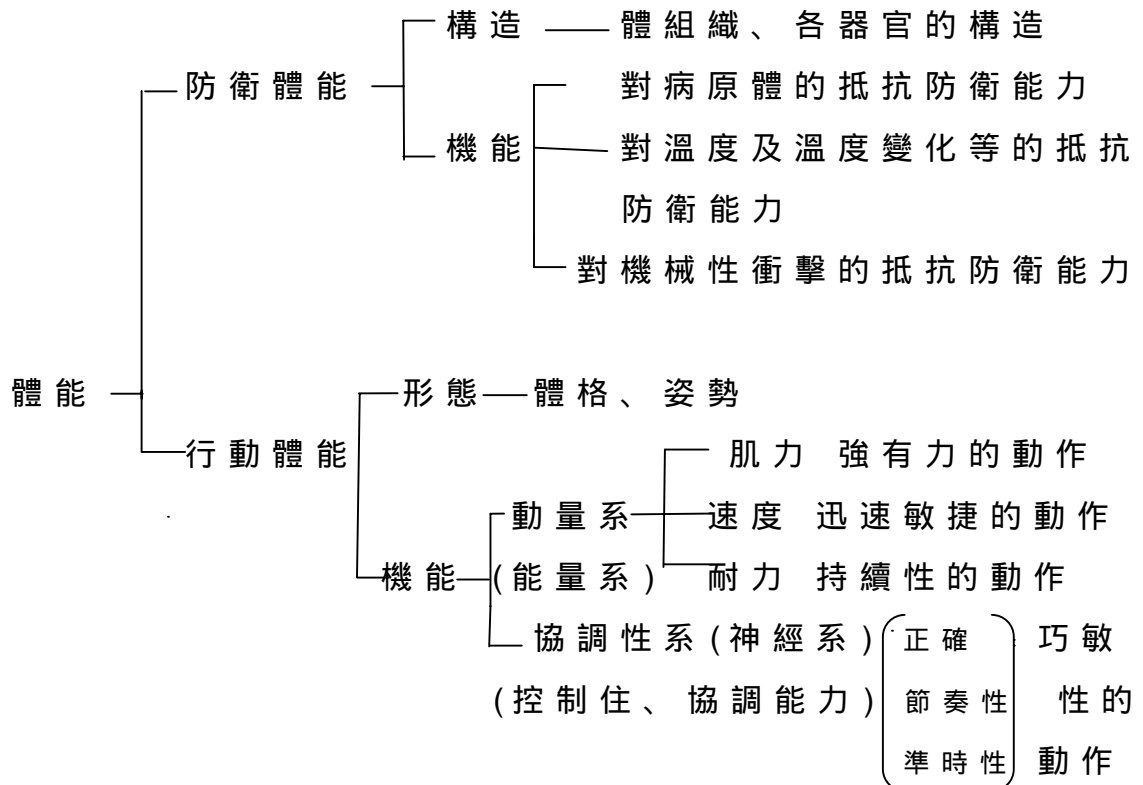 構造 體組織、各器官的構造
防衛體能 對病原體的抵抗防衛能力
機能 對溫度及溫度變化等的抵抗
防衛能力
對機械性衝擊的抵抗防衛能力
體能 形態 體格、姿勢
行動體能 肌力 強有力的動作
動量系 速度 迅速敏捷的動作
機能 (能量系) 耐力 持續性的動作
協調性系(神經系) 正確 巧敏
(控制住、協調能力) 節奏性 性的
準時性 動作